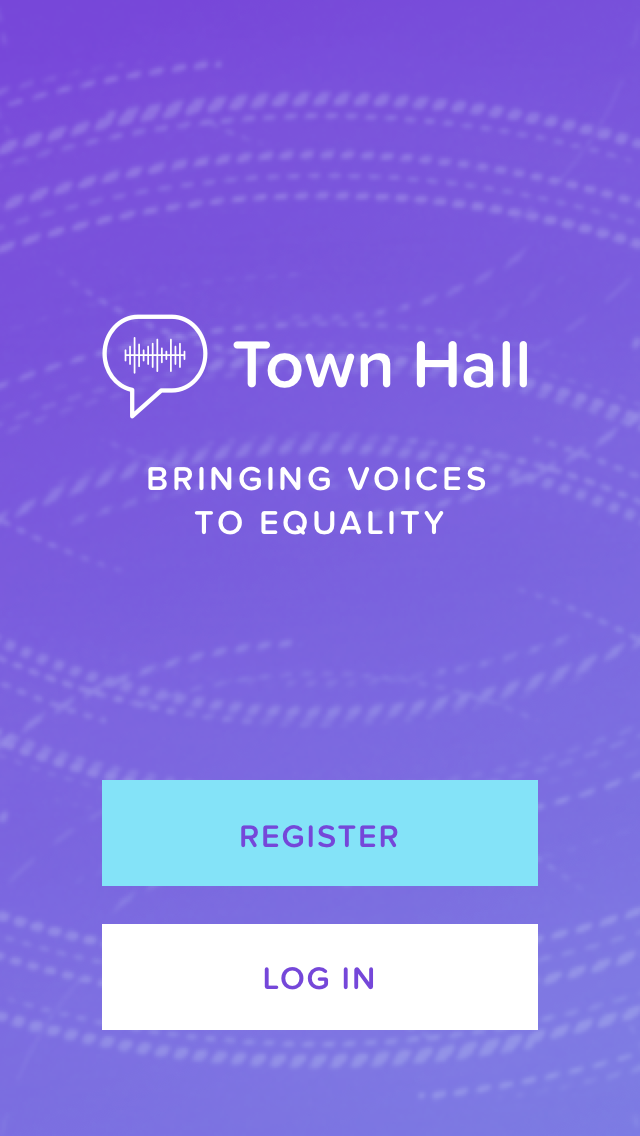 Town Hall
BRINGING VOICES
TO EQUALITY
REGISTER
LOG IN